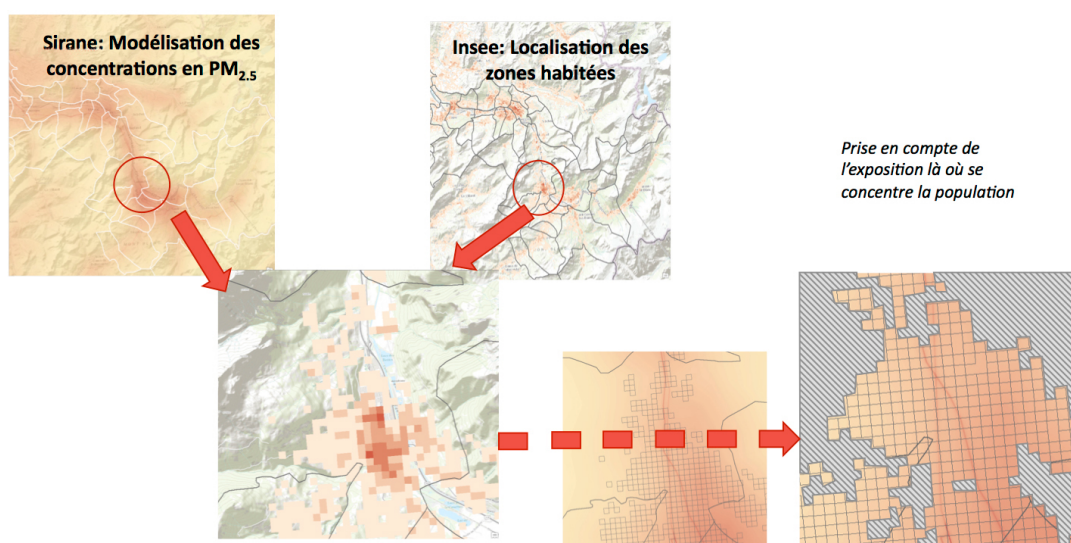 Sirane: Modélisation des
concentrations en PM2.5
Insee: Localisation des
zones habitées
Prise en compte de
l’exposition là où se
concentre la population